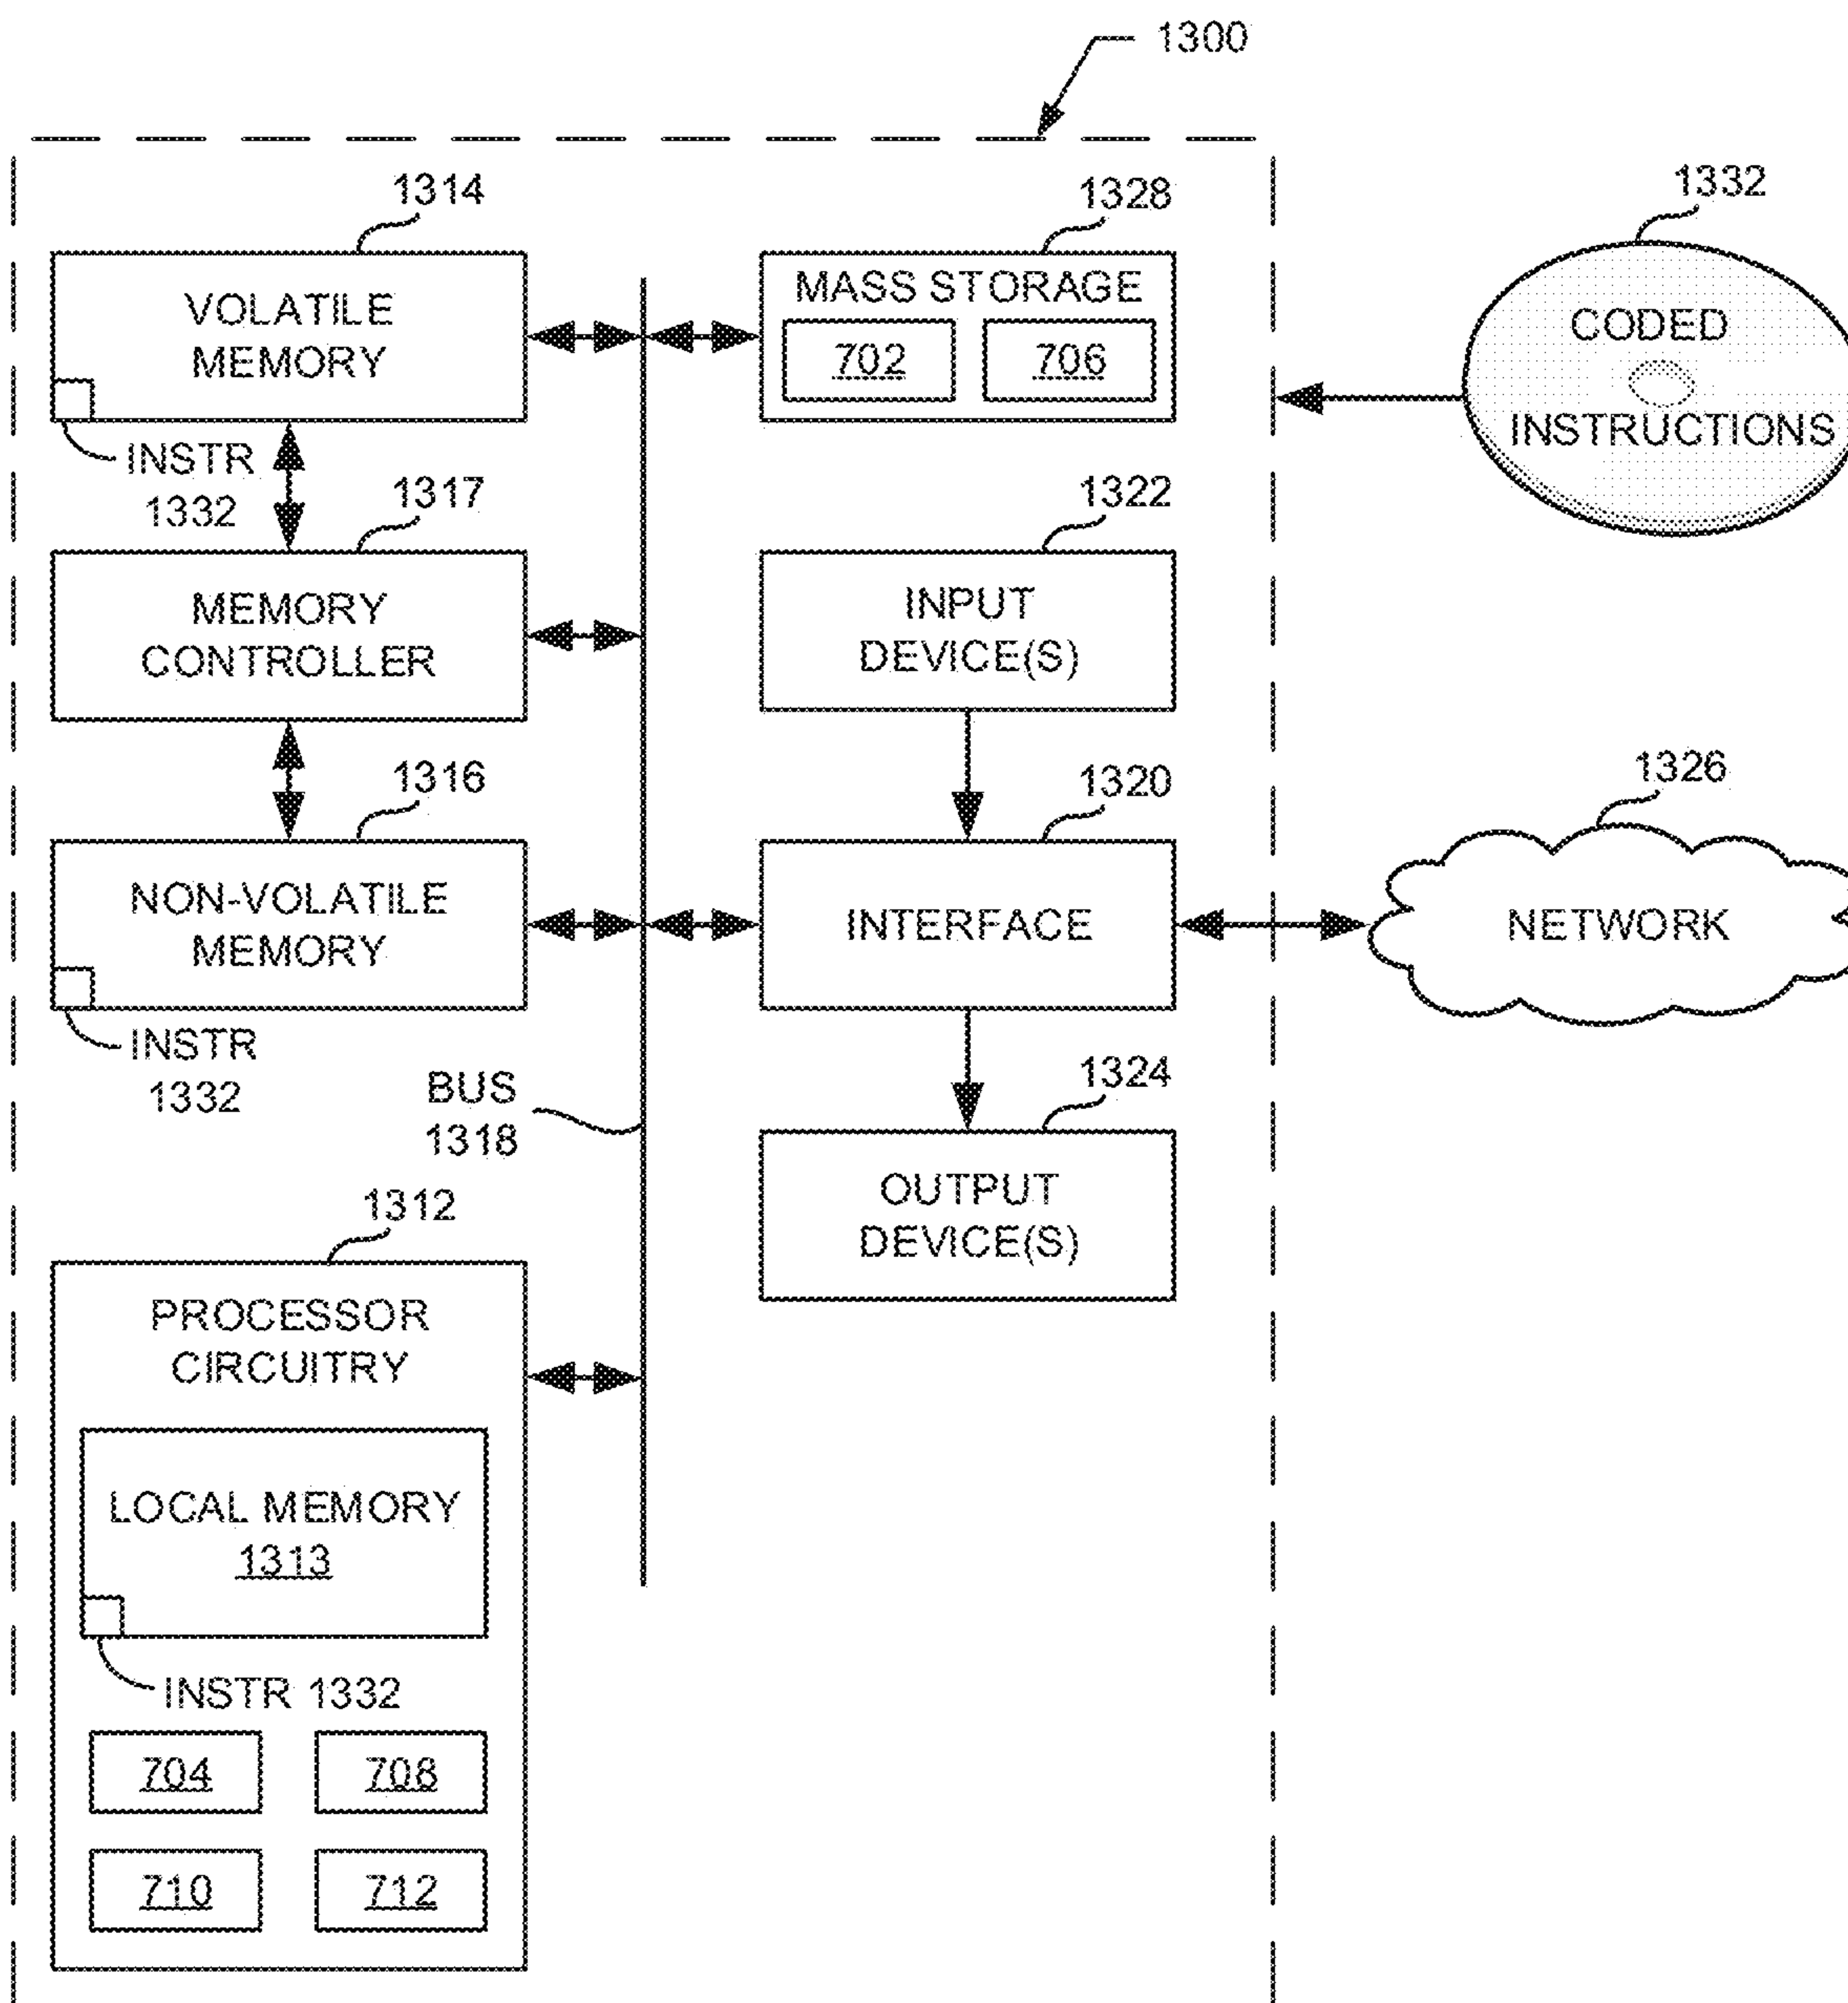 1300
1314
VOLATILE
MEMORY
INSTR
1332
1317
MEMORY
CONTROLLER
1316
NON-VOLATILE
MEMORY
INSTR
1332
BUS
1318
1312
PROCESSOR
CIRCUITRY
LOCAL MEMORY
1313
INSTR 1332
704
708
710
712
1328
MASS STORAGE
702
706
1322
INPUT
DEVICE(S)
1320
INTERFACE
1324
OUTPUT
DEVICE(S)
1332
CODED
INSTRUCTIONS
1326
NETWORK